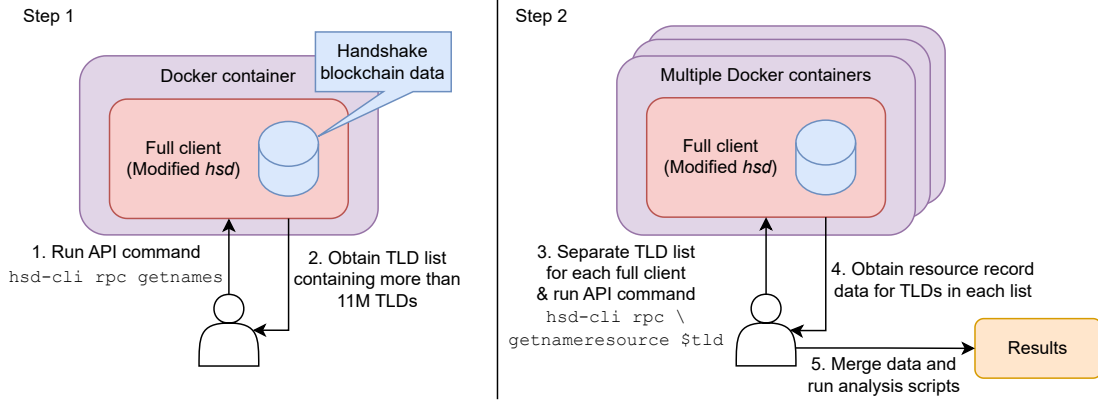 Step 1
Handshake
blockchain data
Docker container
Full client
(Modified hsd)
1. Run API command
hsd-cli rpc getnames
2. Obtain TLD list
containing more than
11M TLDs
Step 2
Multiple Docker containers
Full client
(Modified hsd)
3. Separate TLD list
for each full client
& run API command
hsd-cli rpc \
getnameresource $tld
4. Obtain resource record
data for TLDs in each list
5. Merge data and
run analysis scripts
Results